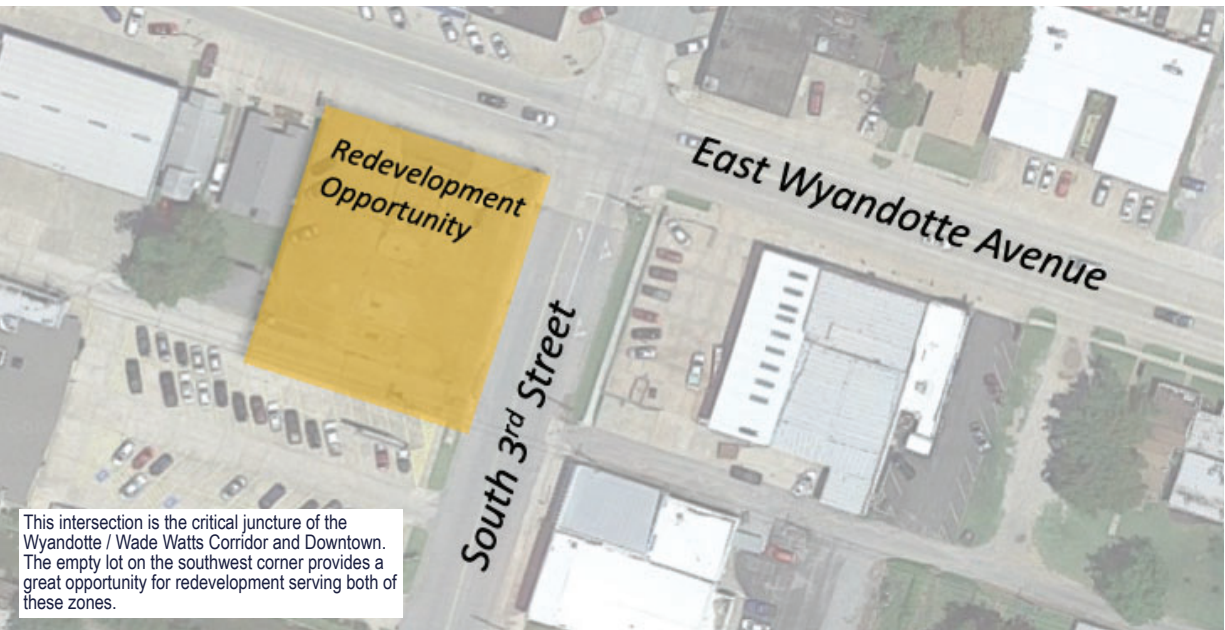 Redevelopment
Opportunity
East Wyandotte Avenue
South 3rd Street
This intersection is the critical juncture of the
Wyandotte / Wade Watts Corridor and Downtown.
The empty lot on the southwest corner provides a
great opportunity for redevelopment serving both of
these zones.